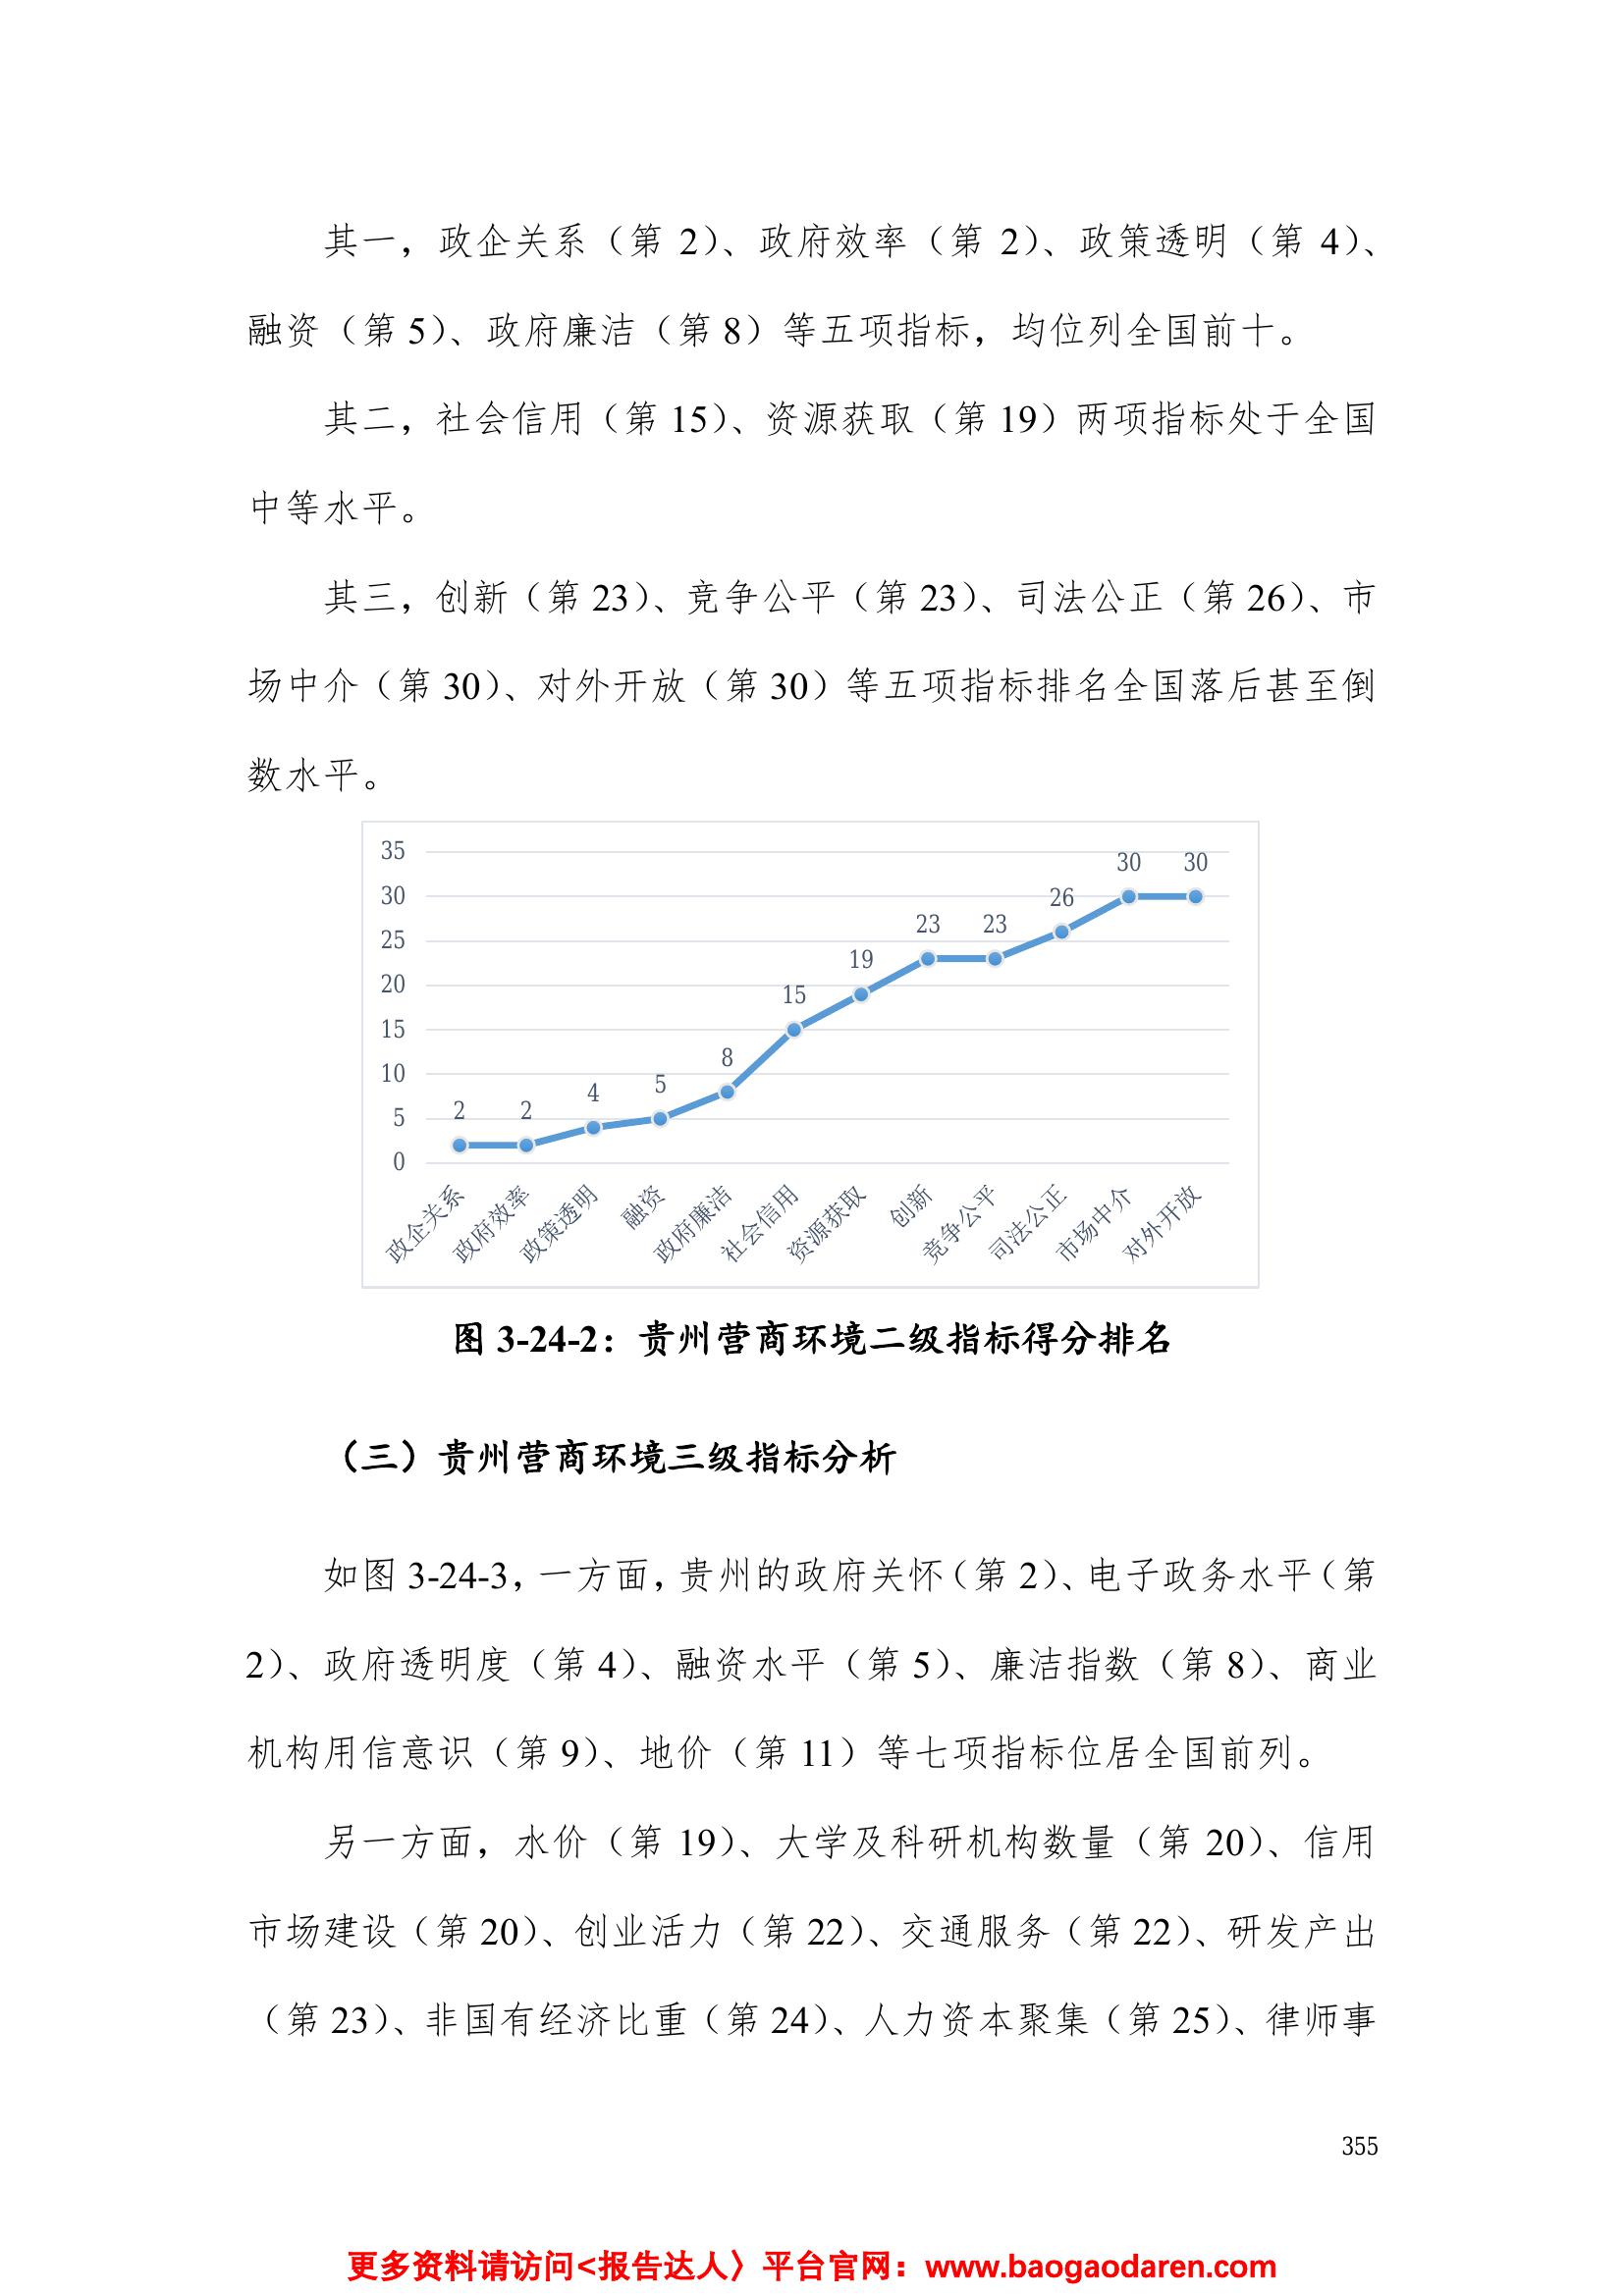 其一，政企关系（第 2）、政府效率（第 2）、政策透明（第 4）、
融资（第 5）、政府廉洁（第 8）等五项指标，均位列全国前十。
其二，社会信用（第 15）、资源获取（第 19）两项指标处于全国
中等水平。
其三，创新（第 23）、竞争公平（第 23）、司法公正（第 26）、市
场中介（第 30）、对外开放（第 30）等五项指标排名全国落后甚至倒
数水平。
35
30
25
20
15
10
5
0
2
2
4
5
8
15
19
23
23
26
30
30
政企关系
政府效率
政策透明
融资
政府廉洁
社会信用
资源获取
创新
竞争公平
司法公正
市场中介
对外开放
图 3-24-2：贵州营商环境二级指标得分排名
（三）贵州营商环境三级指标分析
如图 3-24-3，一方面，贵州的政府关怀（第 2）、电子政务水平（第
2）、政府透明度（第 4）、融资水平（第 5）、廉洁指数（第 8）、商业
机构用信意识（第 9）、地价（第 11）等七项指标位居全国前列。
另一方面，水价（第 19）、大学及科研机构数量（第 20）、信用
市场建设（第 20）、创业活力（第 22）、交通服务（第 22）、研发产出
（第 23）、非国有经济比重（第 24）、人力资本聚集（第 25）、律师事
355
更多资料请访问<报告达人〉平台官网：www.baogaodaren.com